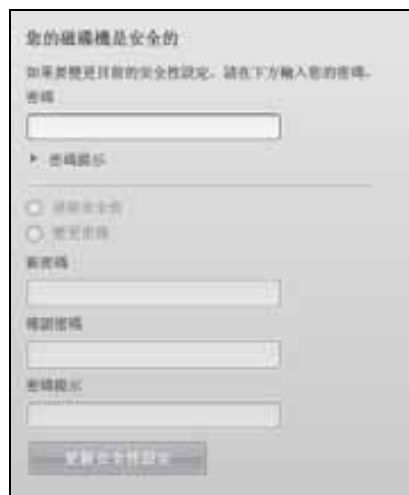 您的磁碟機是安全的
如果要變更目前的安全性設定，請在下方輸入您的密碼。
密碼
密碼提示
移除安全性
變更密碼
新密碼
確認密碼
密碼提示
更新安全性設定